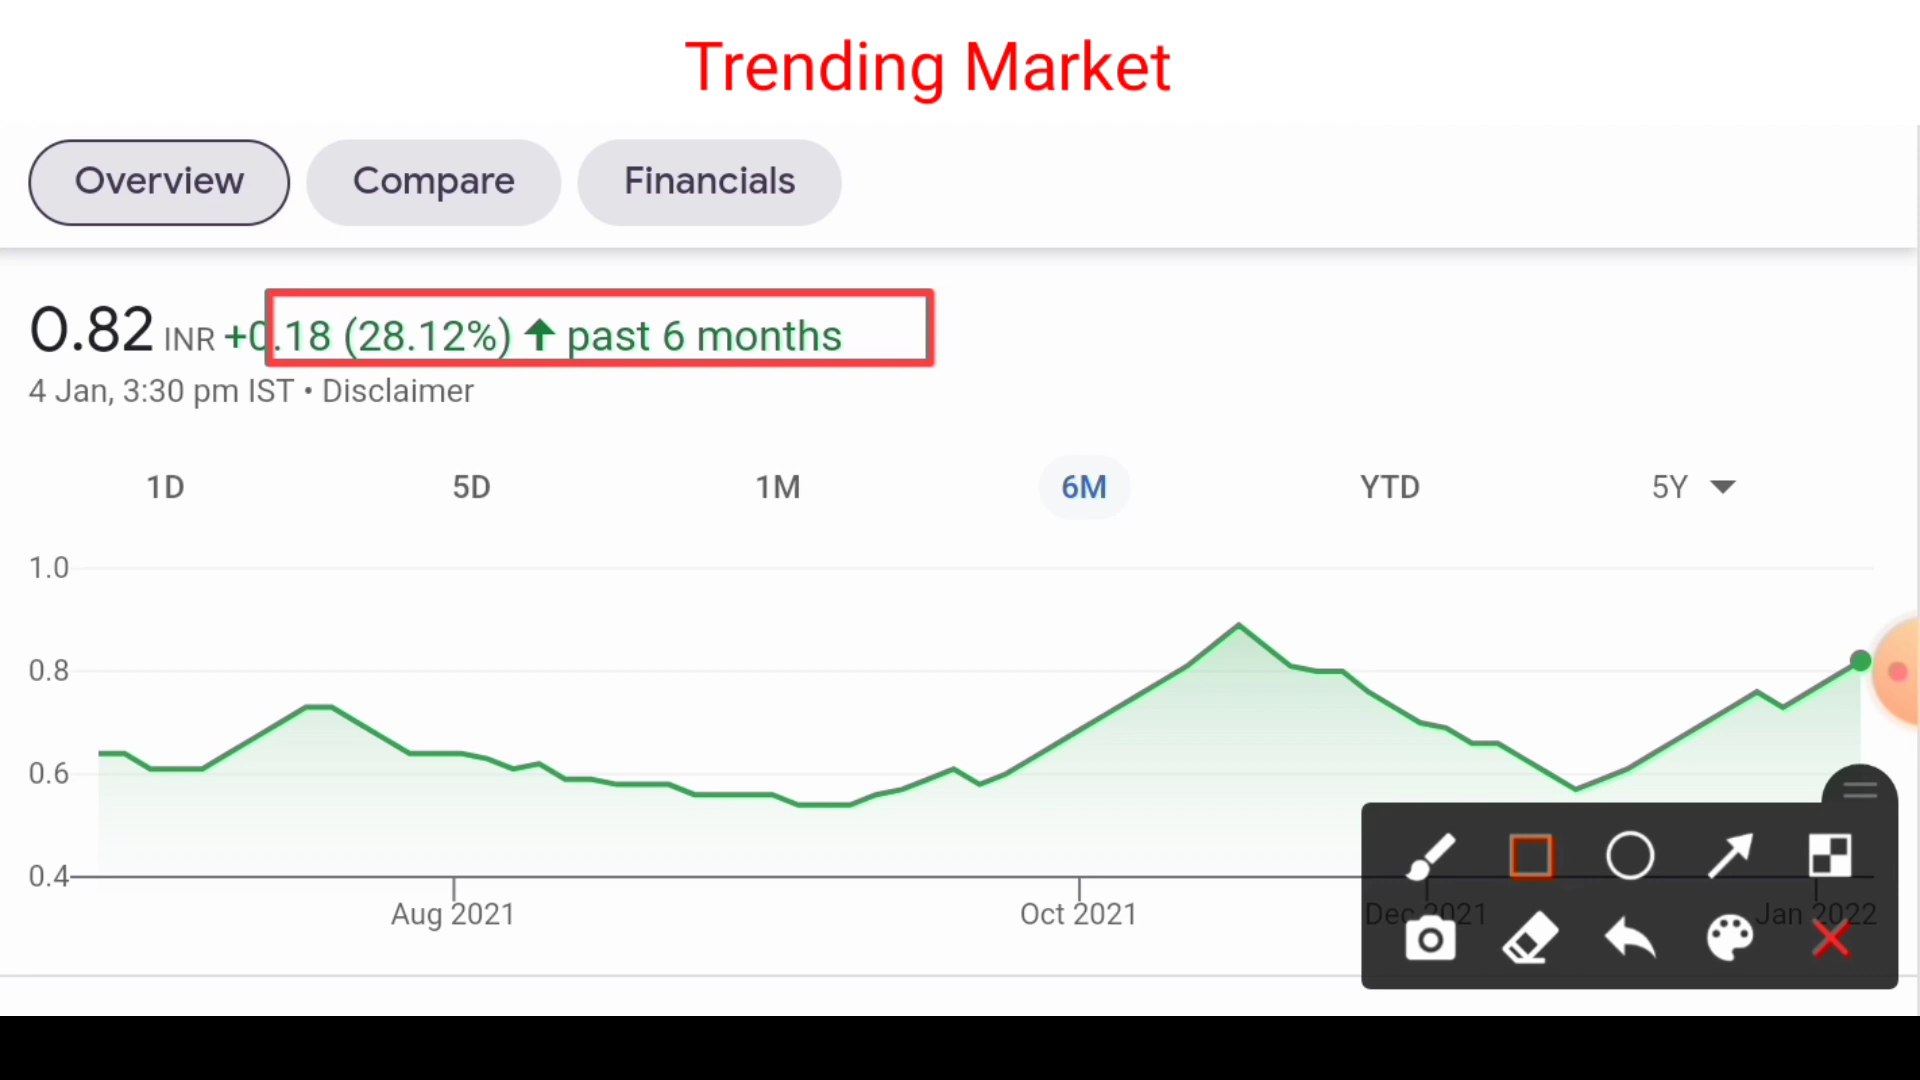 Trending Market
Overview Compare Financials
0.82 INR +0.18 (28.12%) ↑ past 6 months
4 Jan, 3:30 pm IST • Disclaimer
1D 5D 1M 6M YTD 5Y
1.0
0.8
0.6
0.4
Aug 2021 Oct 2021 Dec 2021 Jan 2022